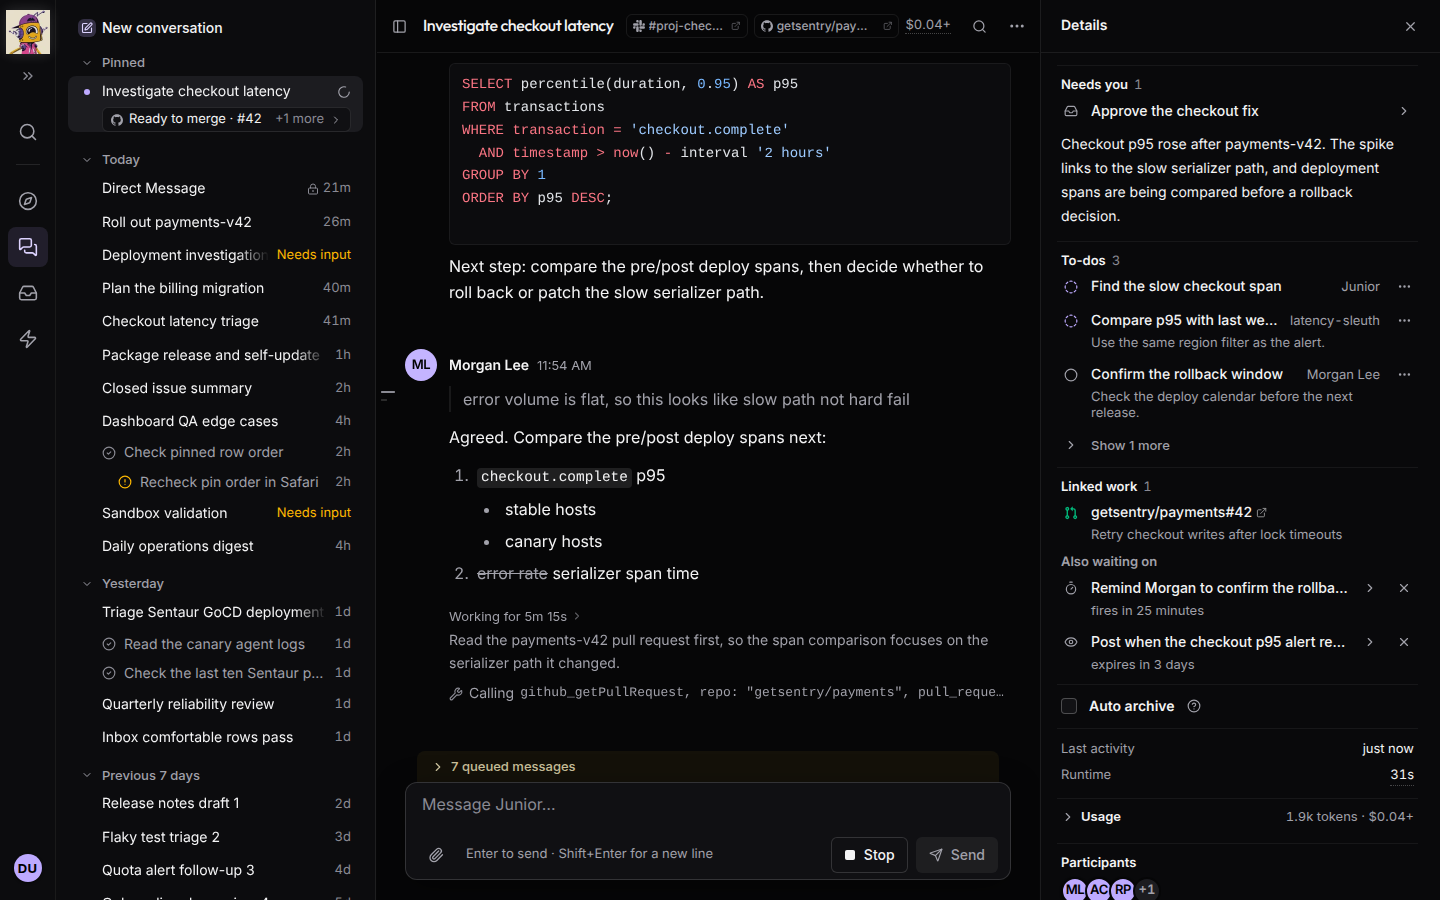 New conversation
Pinned
Investigate checkout latency
Ready to merge · #42 +1 more
Today
Direct Message 21m
Roll out payments-v42 26m
Deployment investigation Needs input
Plan the billing migration 40m
Checkout latency triage 41m
Package release and self-update 1h
Closed issue summary 2h
Dashboard QA edge cases 4h
Check pinned row order 2h
Recheck pin order in Safari 2h
Sandbox validation Needs input
Daily operations digest 4h
Yesterday
Triage Sentaur GoCD deployment 1d
Read the canary agent logs 1d
Check the last ten Sentaur p... 1d
Quarterly reliability review 1d
Inbox comfortable rows pass 1d
Previous 7 days
Release notes draft 1 2d
Flaky test triage 2 3d
Quota alert follow-up 3 4d
DU
Investigate checkout latency #proj-chec... getsentry/pay... $0.04+
SELECT percentile(duration, 0.95) AS p95
FROM transactions
WHERE transaction = 'checkout.complete'
AND timestamp > now() - interval '2 hours'
GROUP BY 1
ORDER BY p95 DESC;
Next step: compare the pre/post deploy spans, then decide whether to
roll back or patch the slow serializer path.
ML Morgan Lee 11:54 AM
error volume is flat, so this looks like slow path not hard fail
Agreed. Compare the pre/post deploy spans next:
1. checkout.complete p95
• stable hosts
• canary hosts
2. error rate serializer span time
Working for 5m 15s
Read the payments-v42 pull request first, so the span comparison focuses on the
serializer path it changed.
Calling github_getPullRequest, repo: "getsentry/payments", pull_reque…
7 queued messages
Message Junior...
Enter to send · Shift+Enter for a new line
Stop
Send
Details
Needs you 1
Approve the checkout fix
Checkout p95 rose after payments-v42. The spike
links to the slow serializer path, and deployment
spans are being compared before a rollback
decision.
To-dos 3
Find the slow checkout span Junior
Compare p95 with last we... latency-sleuth
Use the same region filter as the alert.
Confirm the rollback window Morgan Lee
Check the deploy calendar before the next
release.
Show 1 more
Linked work 1
getsentry/payments#42
Retry checkout writes after lock timeouts
Also waiting on
Remind Morgan to confirm the rollba...
fires in 25 minutes
Post when the checkout p95 alert re...
expires in 3 days
Auto archive
Last activity just now
Runtime 31s
Usage 1.9k tokens · $0.04+
Participants
ML AC RP +1